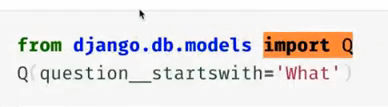 from django.db.models import Q
Q(question__startswith='What')